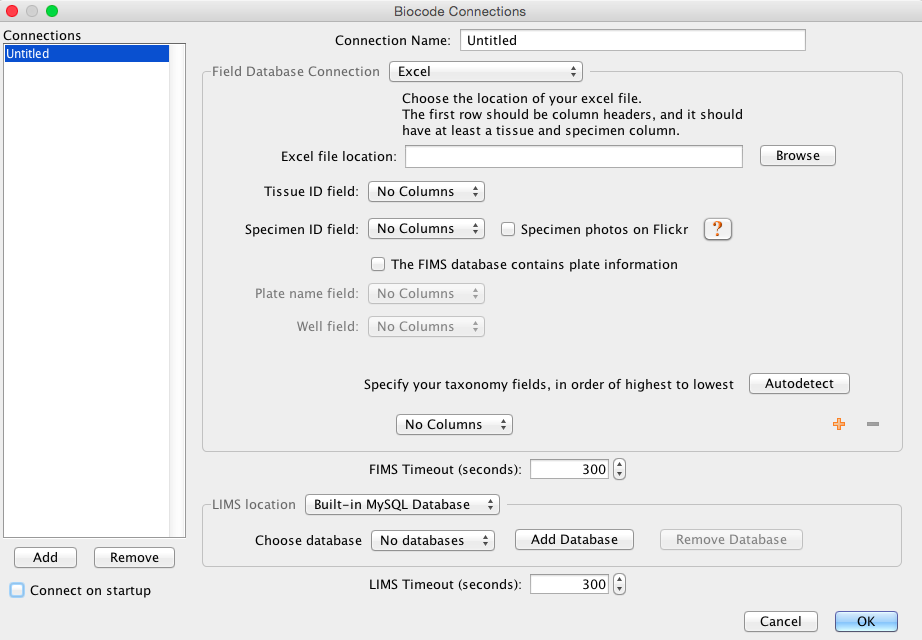 Biocode Connections
Connections
Untitled
Connection Name: Untitled
Field Database Connection Excel
Choose the location of your excel file.
The first row should be column headers, and it should
have at least a tissue and specimen column.
Excel file location: Browse
Tissue ID field: No Columns
Specimen ID field: No Columns Specimen photos on Flickr ?
The FIMS database contains plate information
Plate name field: No Columns
Well field: No Columns
Specify your taxonomy fields, in order of highest to lowest Autodetect
No Columns
FIMS Timeout (seconds): 300
LIMS location Built-in MySQL Database
Choose database No databases Add Database Remove Database
LIMS Timeout (seconds): 300
Add Remove
Connect on startup
Cancel OK